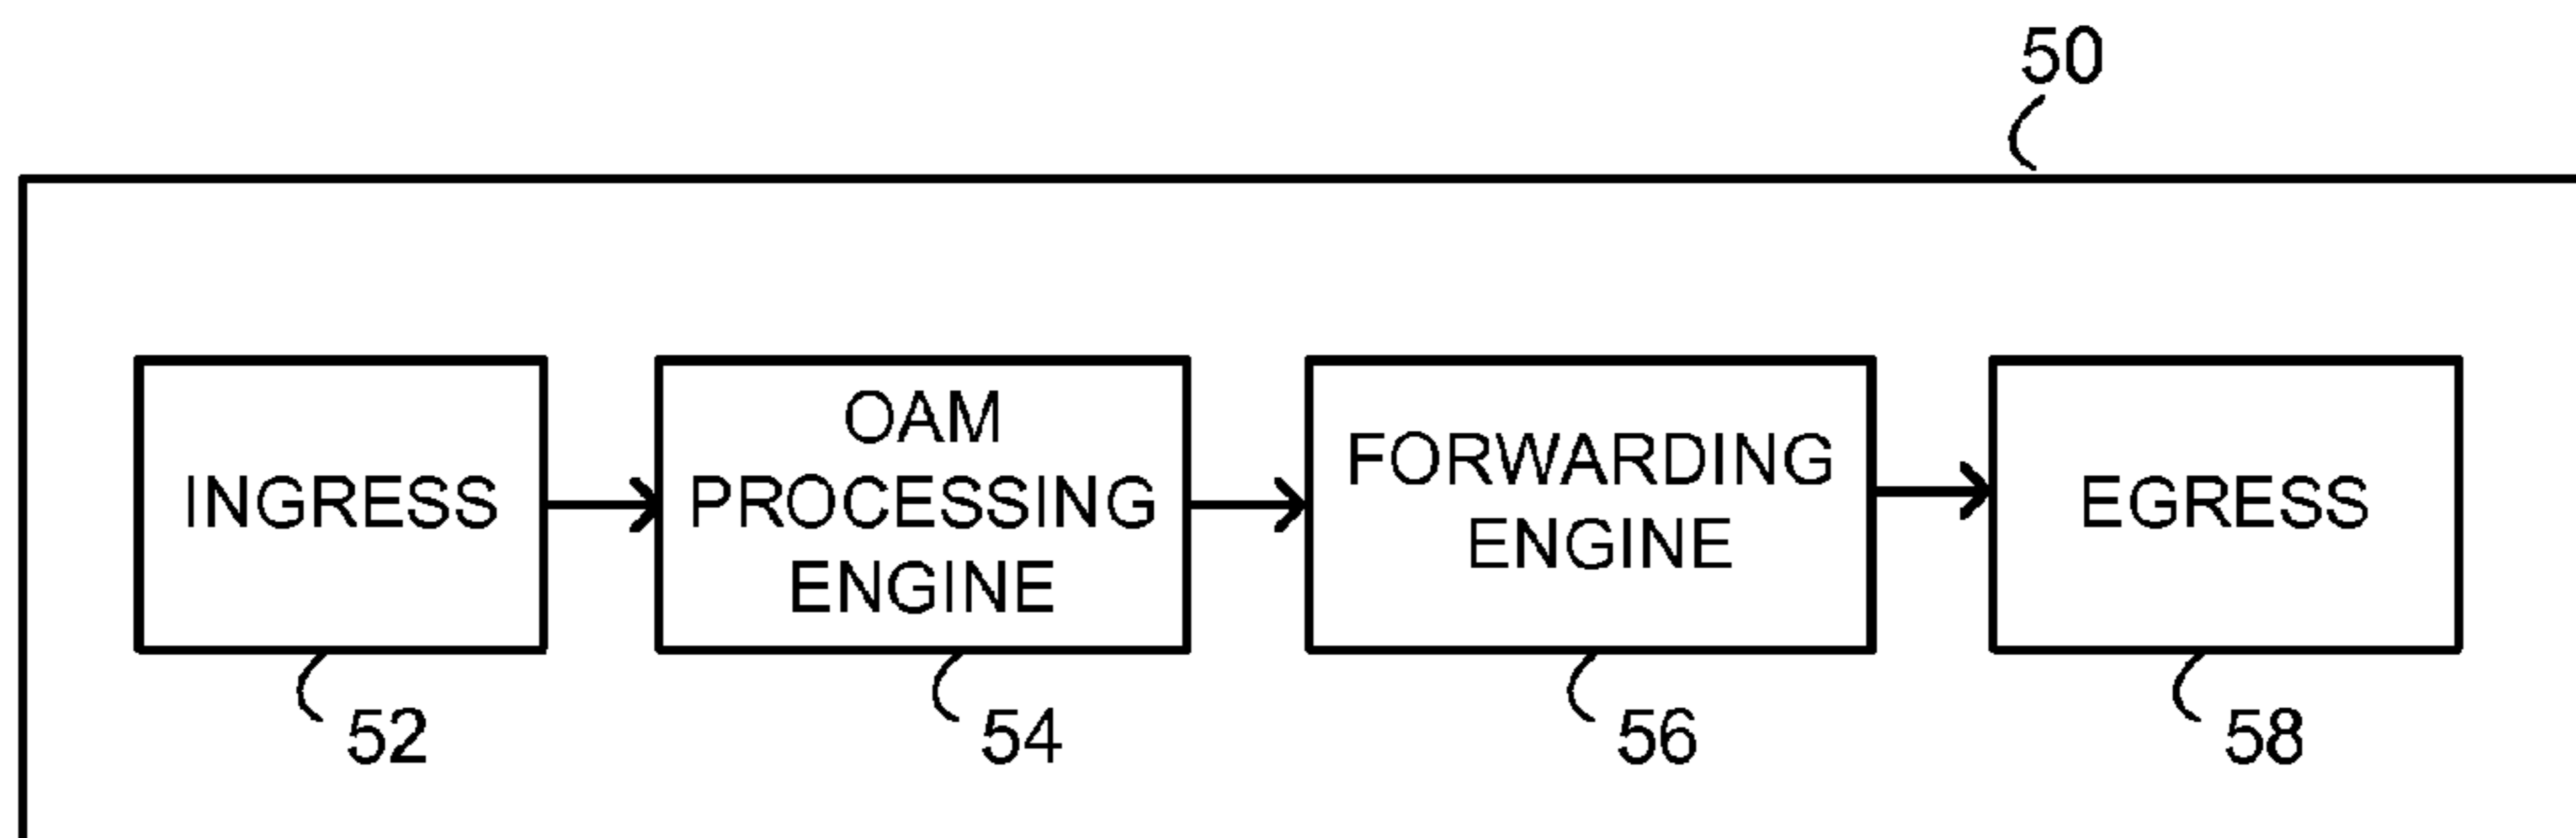 50
INGRESS
OAM
PROCESSING
ENGINE
FORWARDING
ENGINE
EGRESS
52
54
56
58